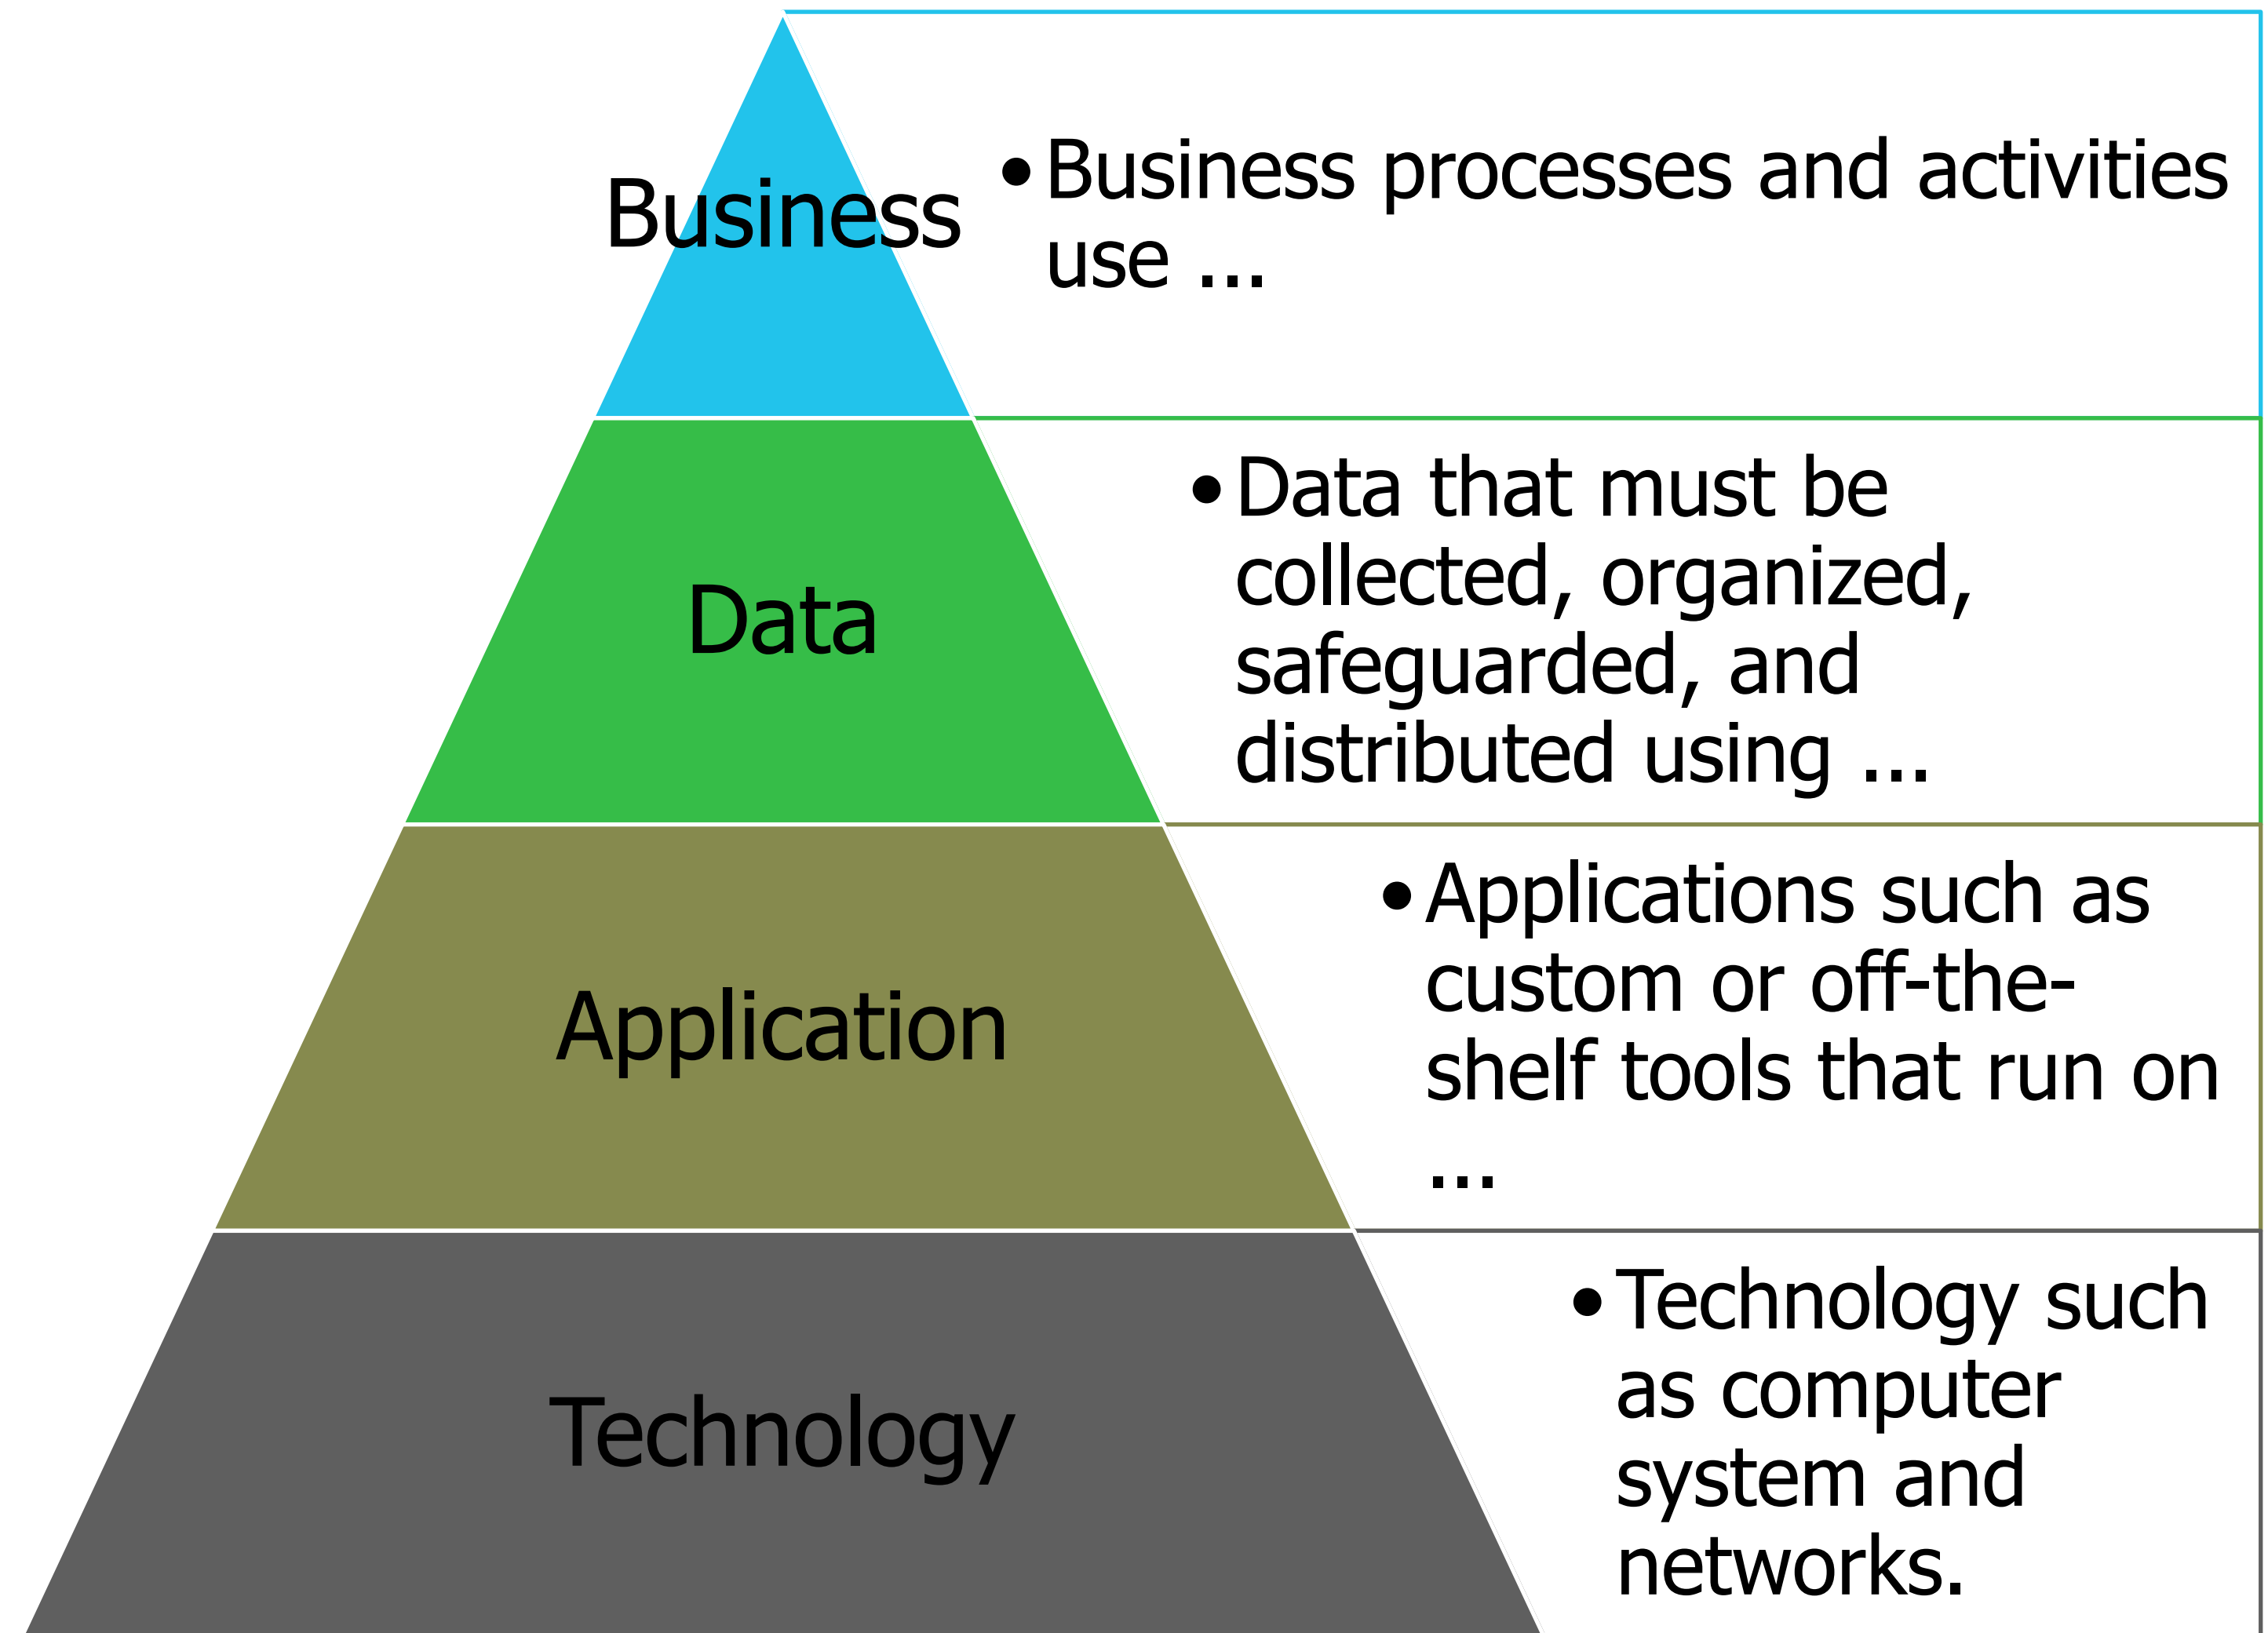 Business
• Business processes and activities
use ...
Data
• Data that must be
collected, organized,
safeguarded, and
distributed using ...
Application
• Applications such as
custom or off-the-
shelf tools that run on
...
Technology
• Technology such
as computer
system and
networks.